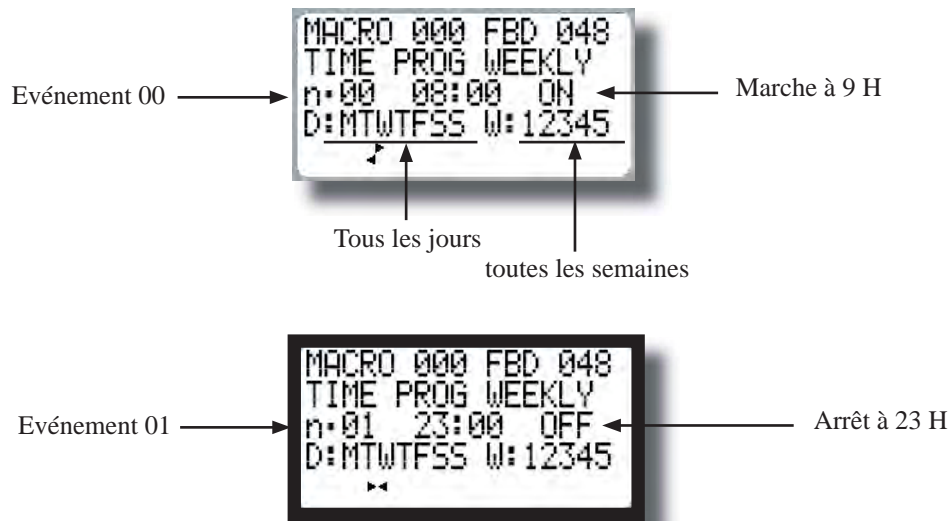 MACRO 000 FBD 048
TIME PROG WEEKLY
Evénement 00
n·00 08:00 ON
Marche à 9 H
D:MTWTFSS W:12345
Tous les jours
toutes les semaines
MACRO 000 FBD 048
TIME PROG WEEKLY
Evénement 01
n·01 23:00 OFF
Arrêt à 23 H
D:MTWTFSS W:12345